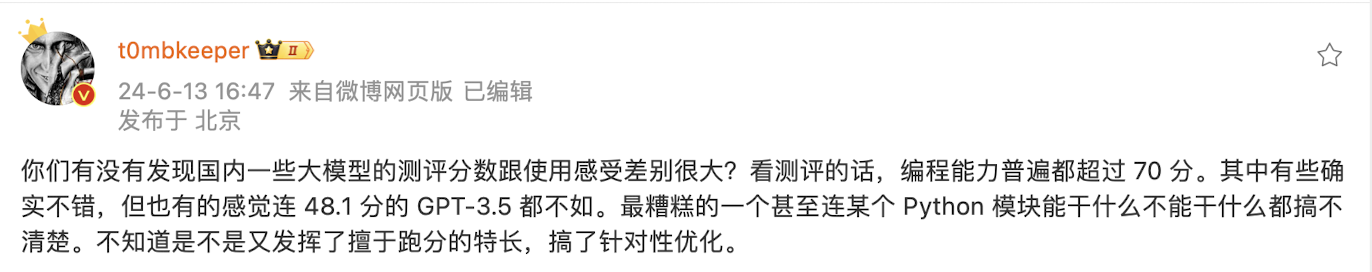 t0mbkeeper II
24-6-13 16:47 来自微博网页版 已编辑
发布于 北京
你们有没有发现国内一些大模型的测评分数跟使用感受差别很大？看测评的话，编程能力普遍都超过 70 分。其中有些确
实不错，但也有的感觉连 48.1 分的 GPT-3.5 都不如。最糟糕的一个甚至连某个 Python 模块能干什么不能干什么都搞不
清楚。不知道是不是又发挥了擅于跑分的特长，搞了针对性优化。